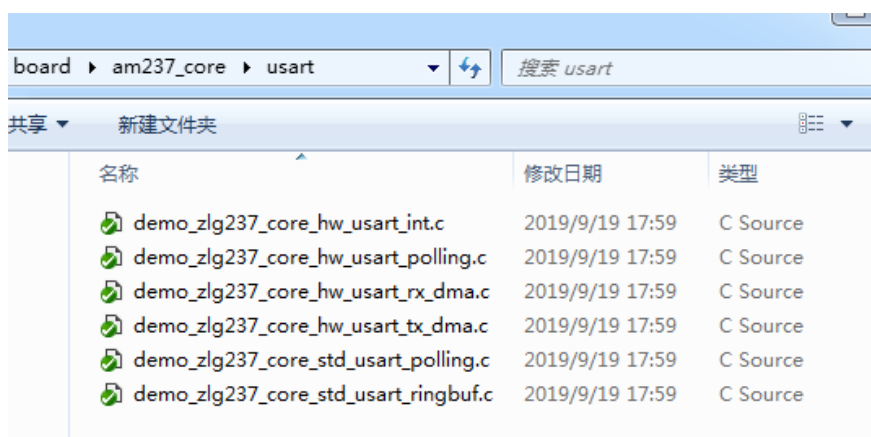 board am237_core usart 搜索 usart
共享 新建文件夹
名称 修改日期 类型
demo_zlg237_core_hw_usart_int.c 2019/9/19 17:59 C Source
demo_zlg237_core_hw_usart_polling.c 2019/9/19 17:59 C Source
demo_zlg237_core_hw_usart_rx_dma.c 2019/9/19 17:59 C Source
demo_zlg237_core_hw_usart_tx_dma.c 2019/9/19 17:59 C Source
demo_zlg237_core_std_usart_polling.c 2019/9/19 17:59 C Source
demo_zlg237_core_std_usart_ringbuf.c 2019/9/19 17:59 C Source